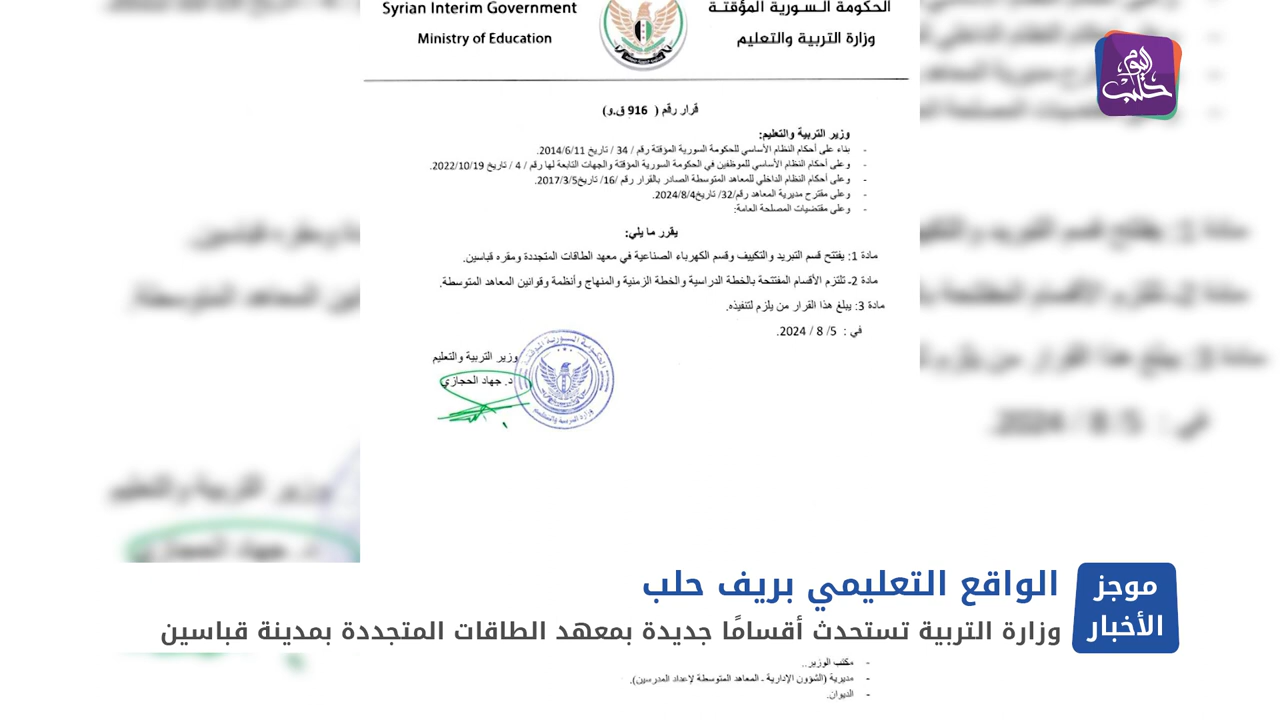 Syrian Interim Government
الحكومة السورية المؤقتة
Ministry of Education
وزارة التربية والتعليم
حلب اليوم
قرار رقم ( 916 ق.و)
وزير التربية والتعليم:
- بناء على أحكام النظام الأساسي للحكومة السورية المؤقتة رقم / 34 / تاريخ 2014/6/11.
- وعلى أحكام النظام الأساسي للموظفين في الحكومة السورية المؤقتة والجهات التابعة لها رقم / 4 / تاريخ 2022/10/19.
- وعلى أحكام النظام الداخلي للمعاهد المتوسطة الصادر بالقرار رقم /16/ تاريخ2017/3/5.
- وعلى مقترح مديرية المعاهد رقم/32/ تاريخ2024/8/4.
- وعلى مقتضيات المصلحة العامة:
يقرر ما يلي:
مادة 1: يفتتح قسم التبريد والتكييف وقسم الكهرباء الصناعية في معهد الطاقات المتجددة ومقره قباسين.
مادة 2- تلتزم الأقسام المفتتحة بالخطة الدراسية والخطة الزمنية والمنهاج وأنظمة وقوانين المعاهد المتوسطة.
مادة 3: يبلغ هذا القرار من يلزم لتنفيذه.
في : 5/ 8 / 2024.
وزير التربية والتعليم
د. جهاد الحجازي
موجز
الأخبار
الواقع التعليمي بريف حلب
وزارة التربية تستحدث أقسامًا جديدة بمعهد الطاقات المتجددة بمدينة قباسين
- مكتب الوزير..
- مديرية (الشؤون الإدارية - المعاهد المتوسطة لإعداد المدرسين).
- الديوان.